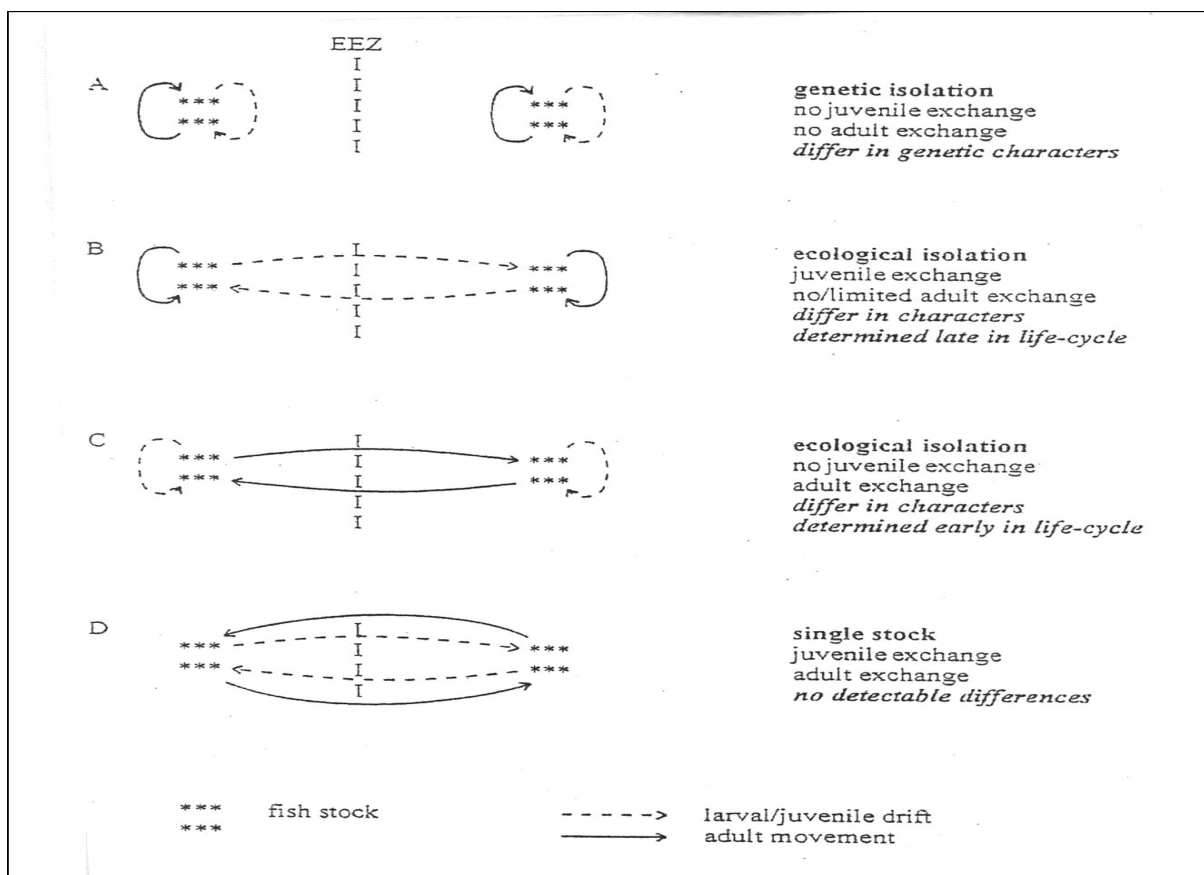 EEZ
I
I
I
I
I
A
*** ***
*** ***
genetic isolation
no juvenile exchange
no adult exchange
differ in genetic characters
B
I
I
I
I
I
*** ***
*** ***
ecological isolation
juvenile exchange
no/limited adult exchange
differ in characters
determined late in life-cycle
C
I
I
I
I
I
*** ***
*** ***
ecological isolation
no juvenile exchange
adult exchange
differ in characters
determined early in life-cycle
D
I
I
I
I
*** ***
*** ***
single stock
juvenile exchange
adult exchange
no detectable differences
***
***
fish stock
larval/juvenile drift
adult movement